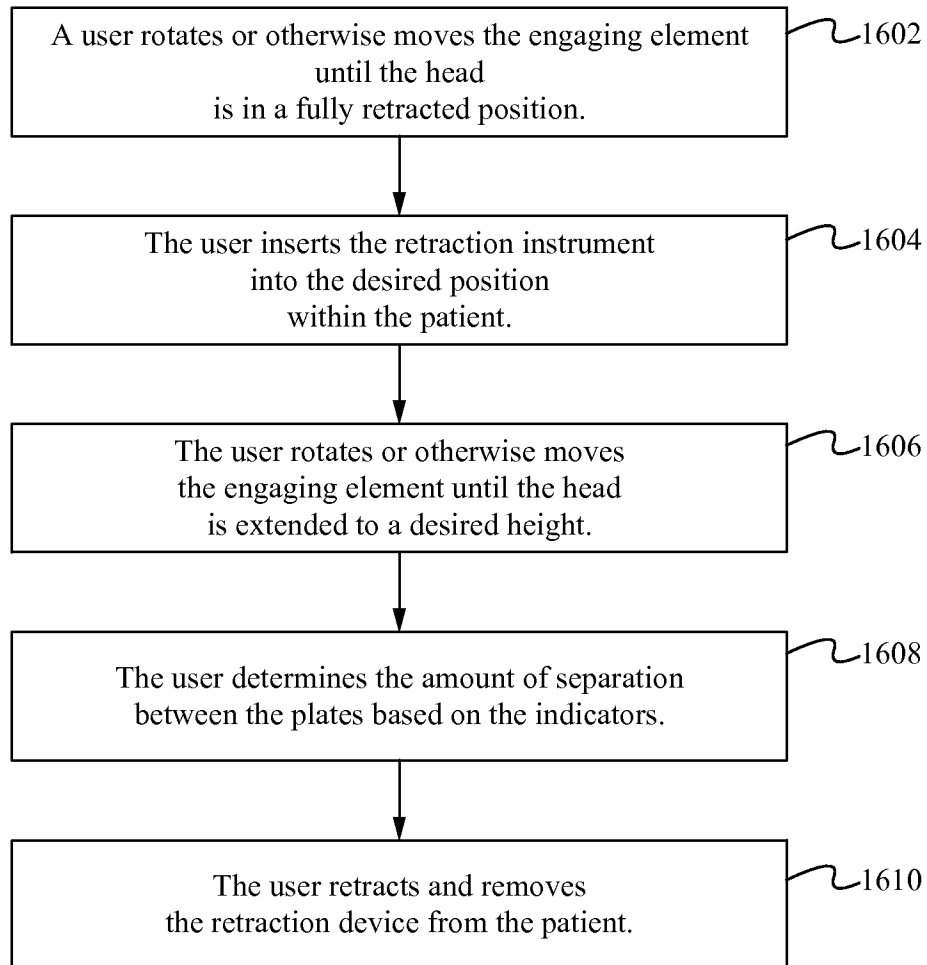 A user rotates or otherwise moves the engaging element
until the head
is in a fully retracted position.
1602
The user inserts the retraction instrument
into the desired position
within the patient.
1604
The user rotates or otherwise moves
the engaging element until the head
is extended to a desired height.
1606
The user determines the amount of separation
between the plates based on the indicators.
1608
The user retracts and removes
the retraction device from the patient.
1610